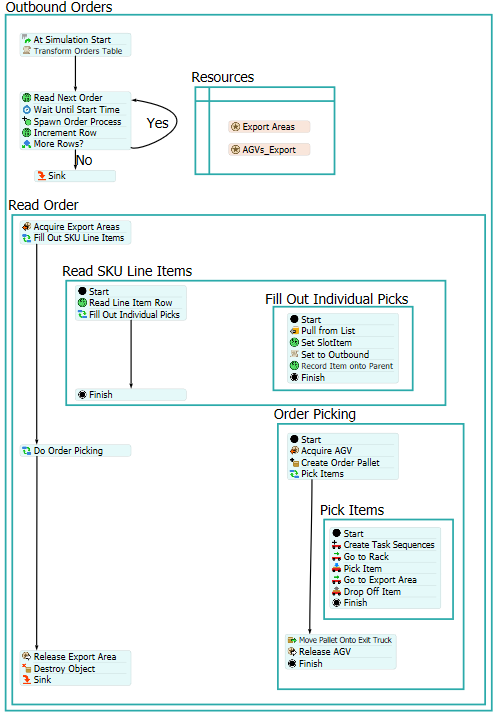 Outbound Orders
At Simulation Start
Transform Orders Table
Read Next Order
Wait Until Start Time
Spawn Order Process
Increment Row
More Rows?
Yes
No
Sink
Resources
Export Areas
AGVs_Export
Read Order
Acquire Export Areas
Fill Out SKU Line Items
Read SKU Line Items
Start
Read Line Item Row
Fill Out Individual Picks
Finish
Fill Out Individual Picks
Start
Pull from List
Set SlotItem
Set to Outbound
Record Item onto Parent
Finish
Do Order Picking
Order Picking
Start
Acquire AGV
Create Order Pallet
Pick Items
Pick Items
Start
Create Task Sequences
Go to Rack
Pick Item
Go to Export Area
Drop Off Item
Finish
Move Pallet Onto Exit Truck
Release AGV
Finish
Release Export Area
Destroy Object
Sink